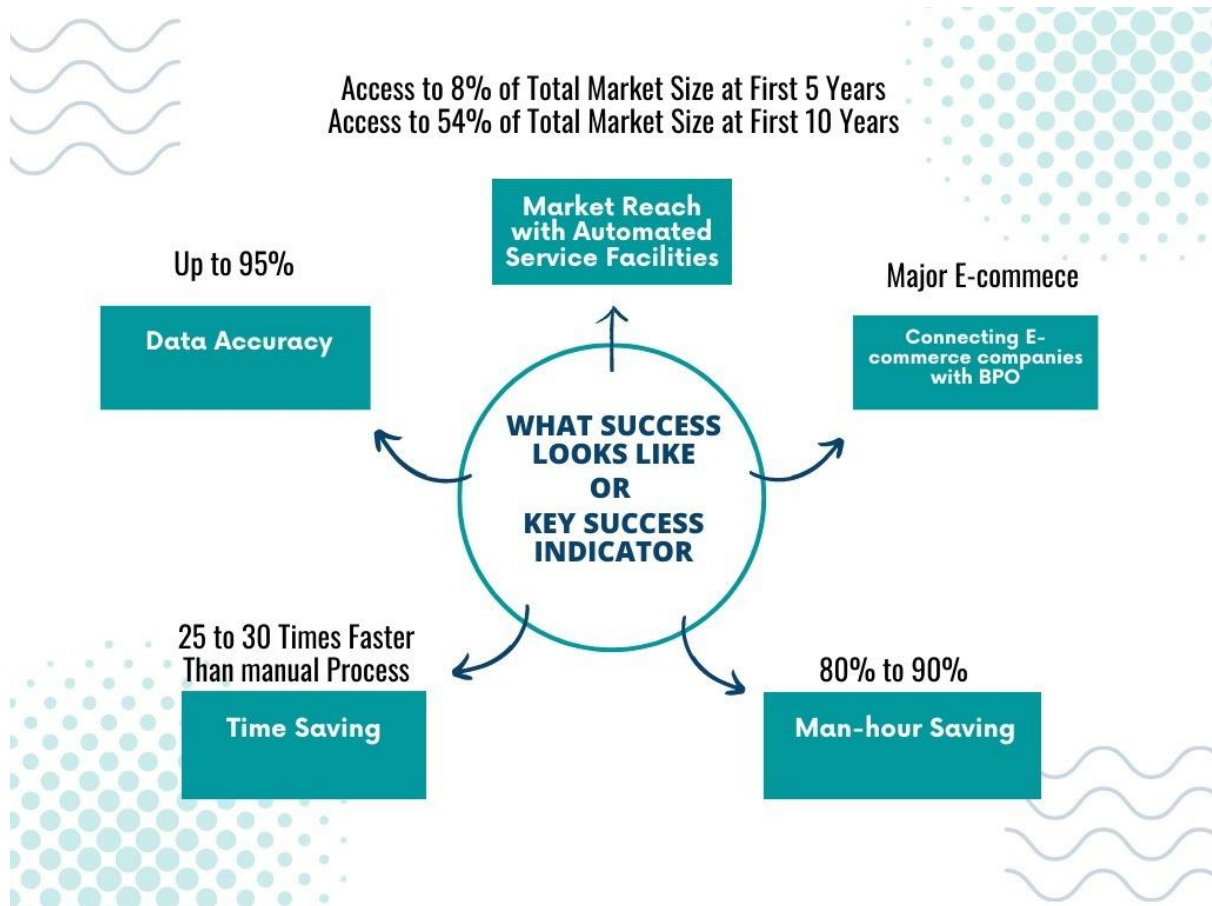 Access to 8% of Total Market Size at First 5 Years
Access to 54% of Total Market Size at First 10 Years
Market Reach
with Automated
Service Facilities
Up to 95%
Data Accuracy
Major E-commece
Connecting E-
commerce companies
with BPO
WHAT SUCCESS
LOOKS LIKE
OR
KEY SUCCESS
INDICATOR
25 to 30 Times Faster
Than manual Process
Time Saving
80% to 90%
Man-hour Saving